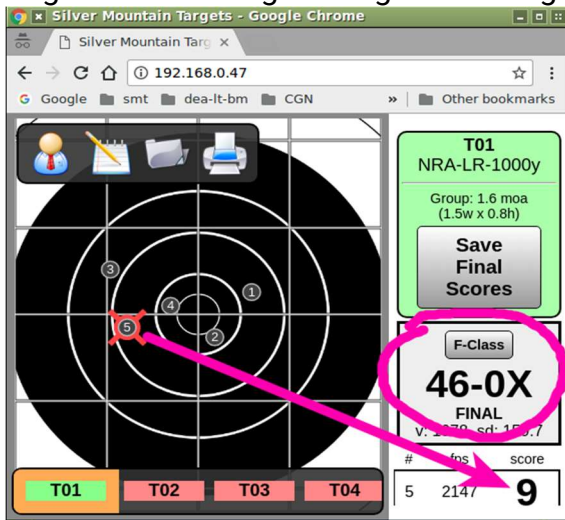 Silver Mountain Targets - Google Chrome
Silver Mountain Targ
192.168.0.47
Google smt dea-lt-bm CGN » Other bookmarks
T01
NRA-LR-1000y
Group: 1.6 moa
(1.5w x 0.8h)
Save
Final
Scores
3
1
4
5
2
F-Class
46-0X
FINAL
# fps score
5 2147 9
T01 T02 T03 T04